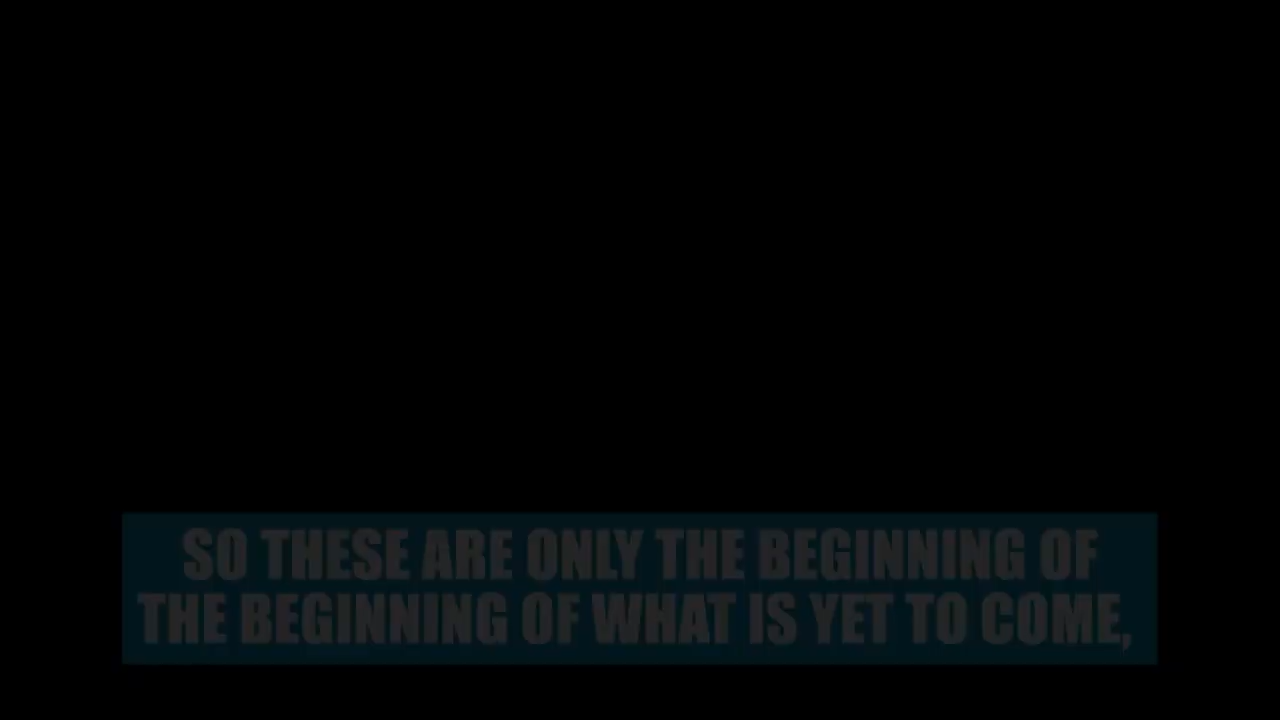 SO THESE ARE ONLY THE BEGINNING OF
THE BEGINNING OF WHAT IS YET TO COME,